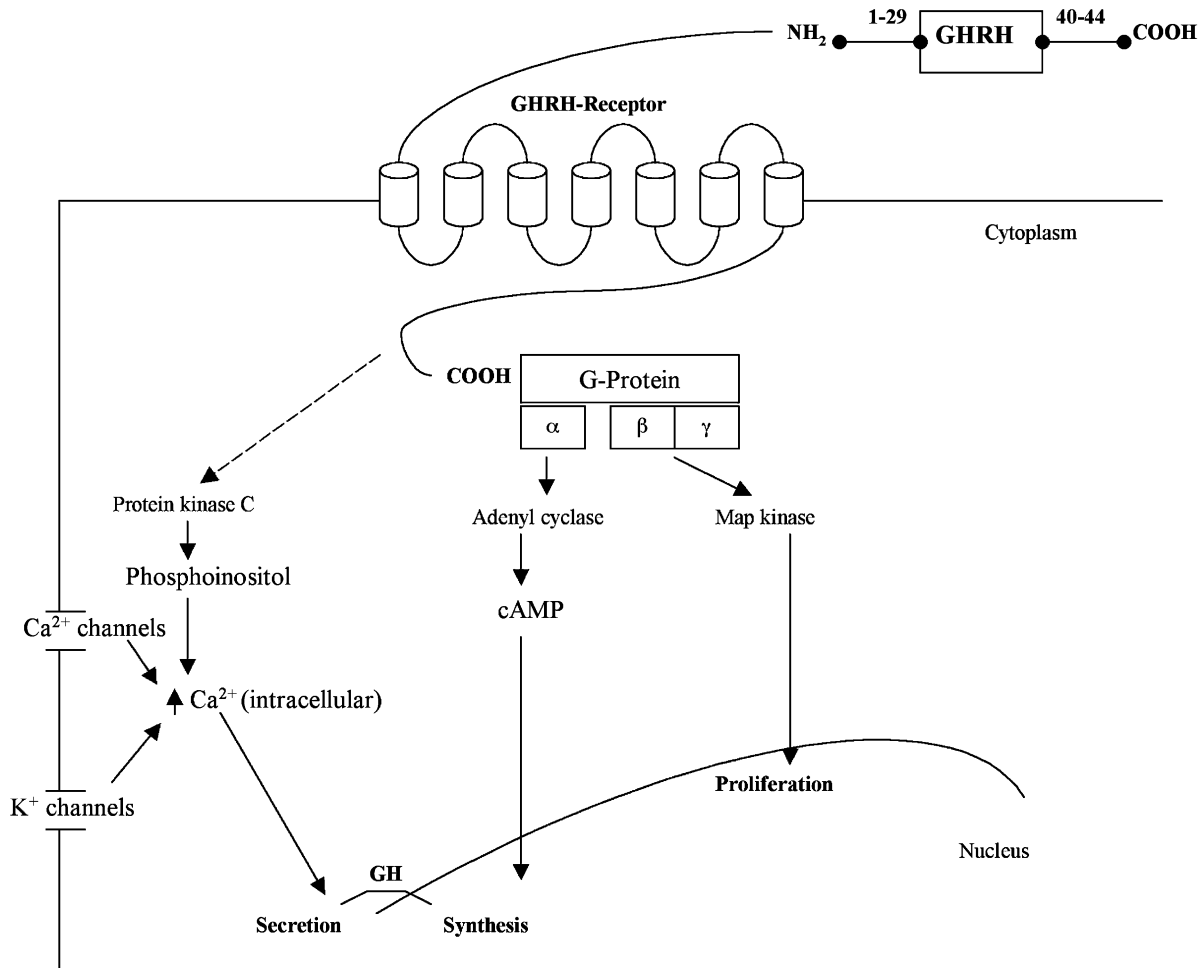 1-29 40-44
NH₂ GHRH COOH
GHRH-Receptor
Cytoplasm
COOH G-Protein
α β γ
Protein kinase C Adenyl cyclase Map kinase
Phosphoinositol
cAMP
Ca²⁺ channels
Ca²⁺ (intracellular)
Proliferation
K⁺ channels
Nucleus
GH
Secretion Synthesis